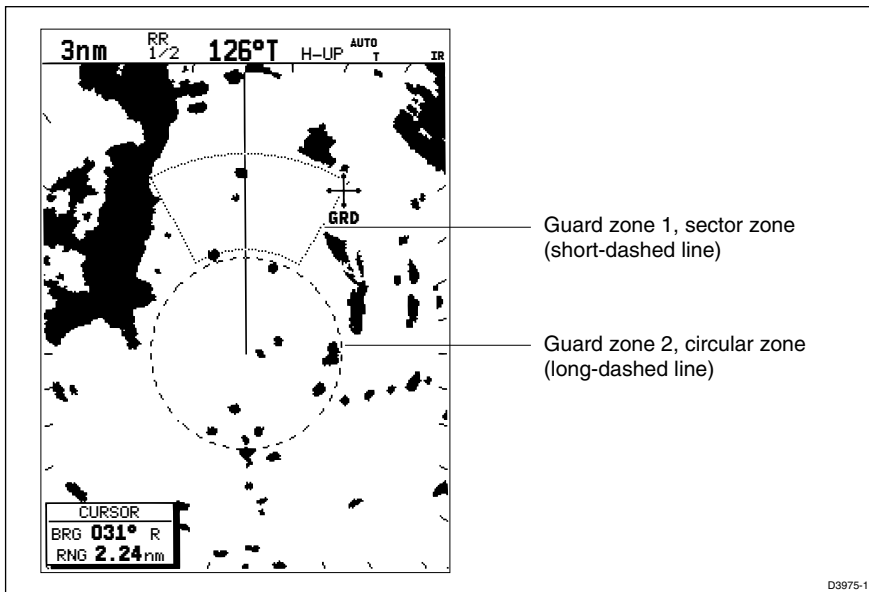 3nm RR 1/2 126°T H-UP AUTO T IR
GRD
Guard zone 1, sector zone
(short-dashed line)
Guard zone 2, circular zone
(long-dashed line)
CURSOR
BRG 031° R
RNG 2.24nm
D3975-1